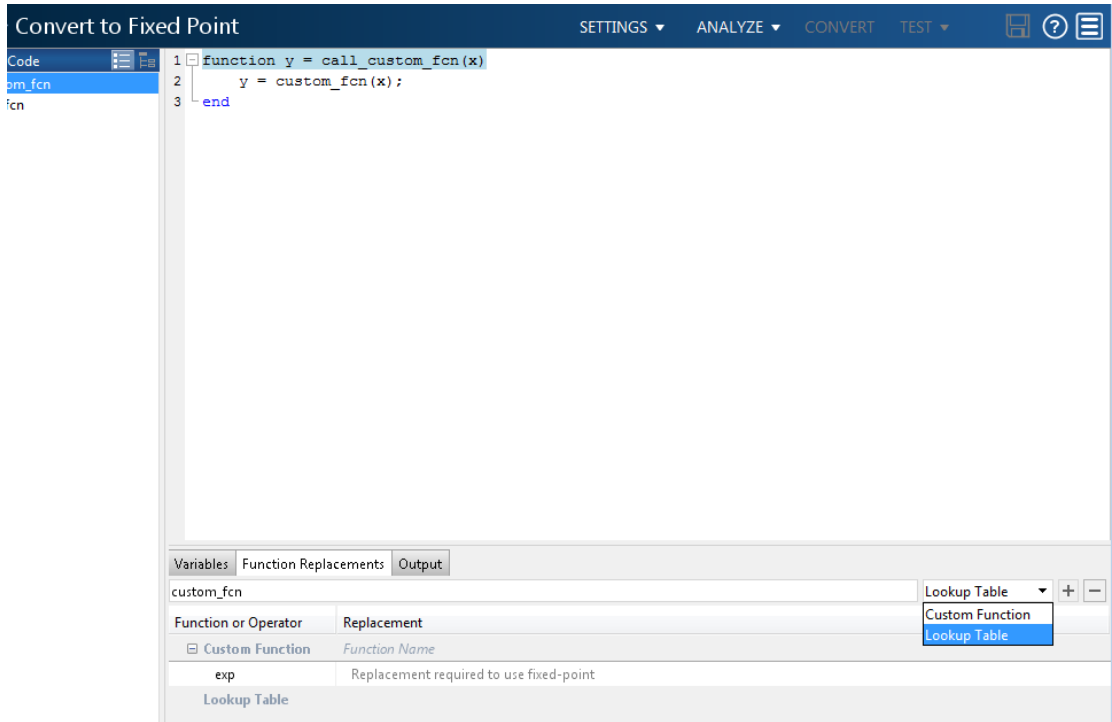 Convert to Fixed Point SETTINGS ANALYZE CONVERT TEST
Code
om_fcn
fcn
1 function y = call_custom_fcn(x)
2 y = custom_fcn(x);
3 end
Variables Function Replacements Output
custom_fcn Lookup Table
Custom Function
Lookup Table
Function or Operator Replacement
Custom Function Function Name
exp Replacement required to use fixed-point
Lookup Table